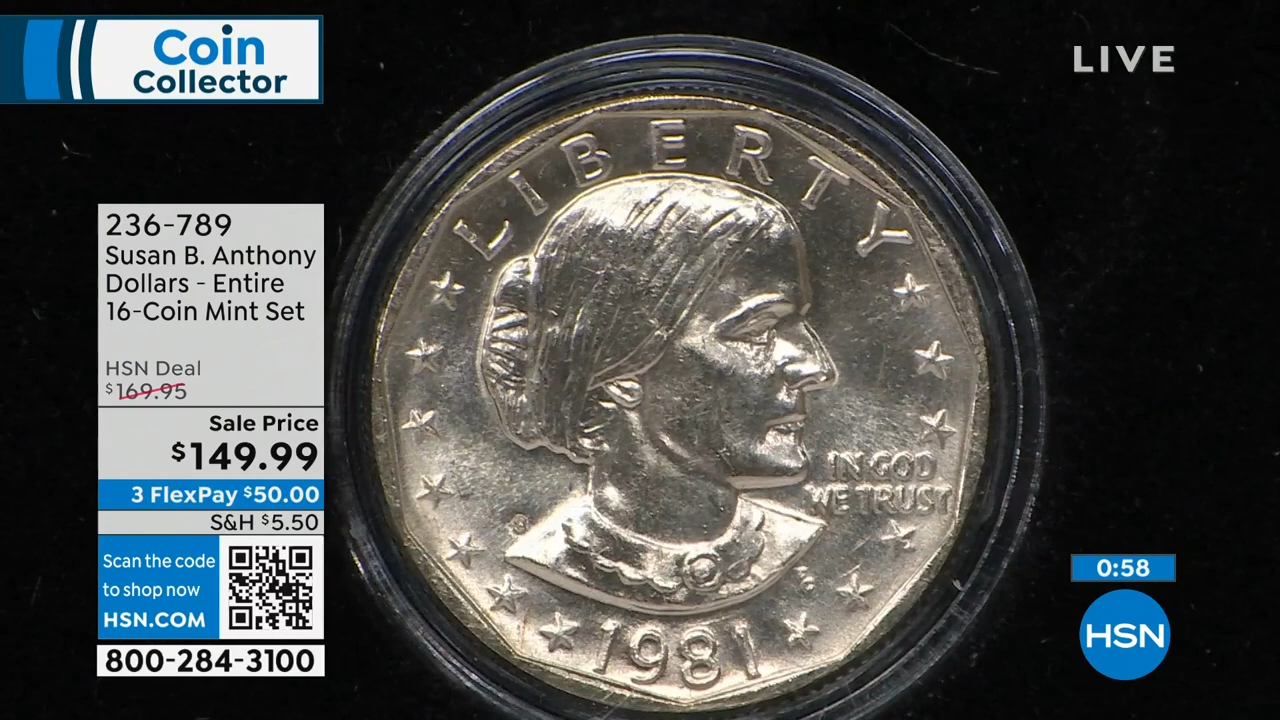 Coin
Collector
LIVE
236-789
Susan B. Anthony
Dollars - Entire
16-Coin Mint Set
HSN Deal
$169.95
Sale Price
$149.99
3 FlexPay $50.00
S&H $5.50
Scan the code
to shop now
HSN.COM
800-284-3100
LIBERTY
IN GOD
WE TRUST
S
1981
0:58
HSN